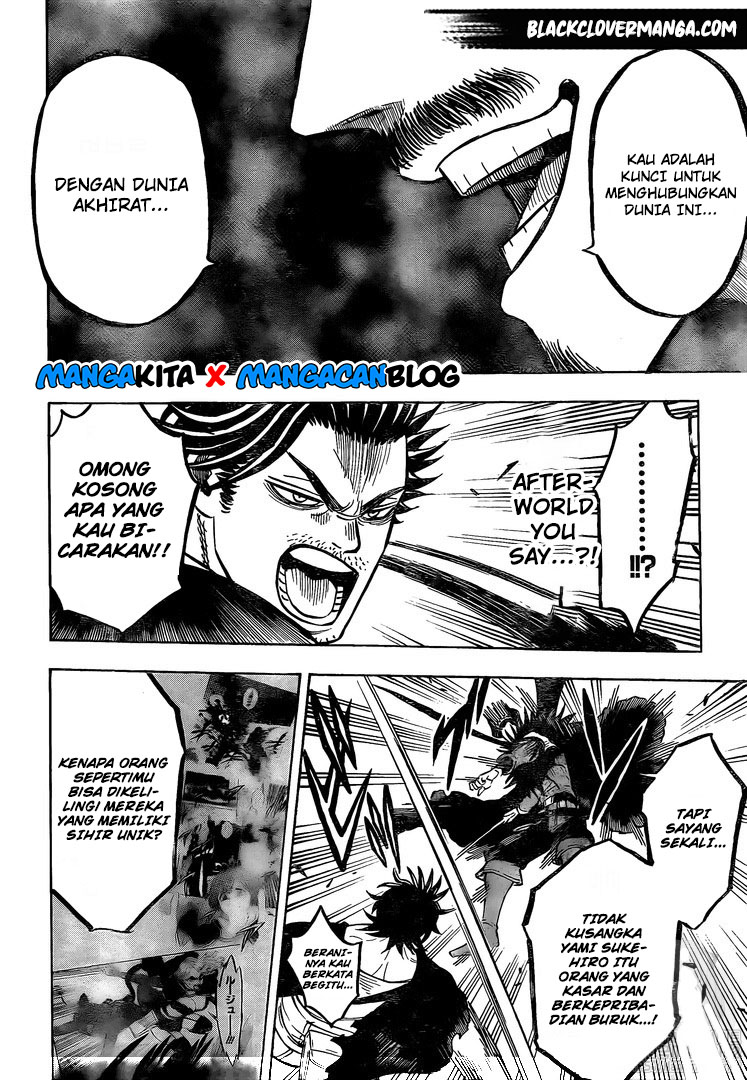 BLACKCLOVERMANGA.COM
KAU ADALAH
KUNCI UNTUK
MENGHUBUNGKAN
DUNIA INI...
DENGAN DUNIA
AKHIRAT...
MANGAKITA X MANGACANBLOG
.........!!?
AFTER-
WORLD
YOU
SAY...?!
OMONG
KOSONG
APA YANG
KAU BI-
CARAKAN!!
TAPI
SAYANG
SEKALI...
TIDAK
KUSANGKA
YAMI SUKE-
HIRO ITU
ORANG YANG
KASAR DAN
BERKEPRIBA-
DIAN BURUK...!
BERANI-
NYA KAU
BERKATA
BEGITU...
KENAPA ORANG
SEPERTIMU
BISA DIKELI-
LINGI MEREKA
YANG MEMILIKI
SIHIR UNIK?